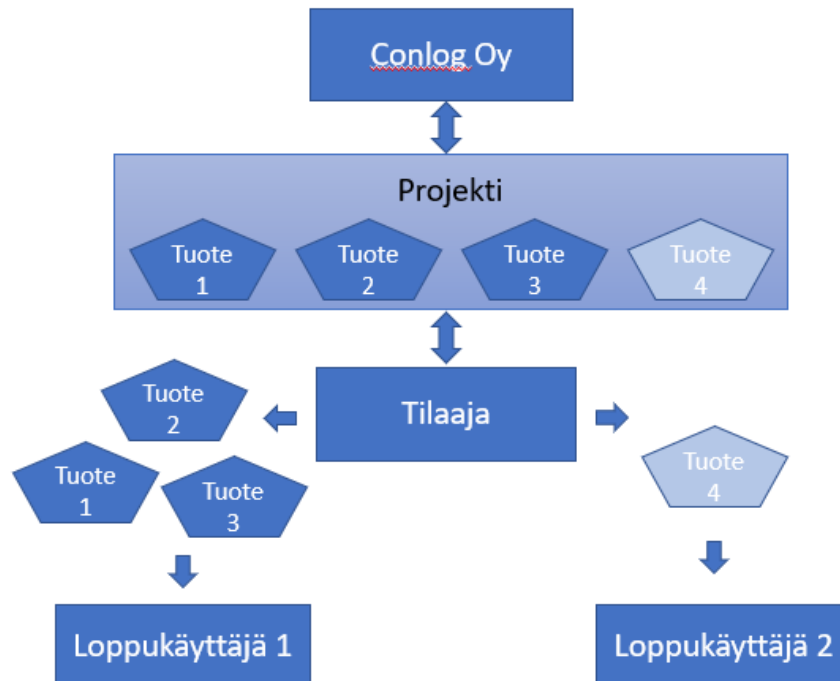 Conlog Oy
Projekti
Tuote
1
Tuote
2
Tuote
3
Tuote
4
Tilaaja
Tuote
2
Tuote
1
Tuote
3
Tuote
4
Loppukäyttäjä 1
Loppukäyttäjä 2